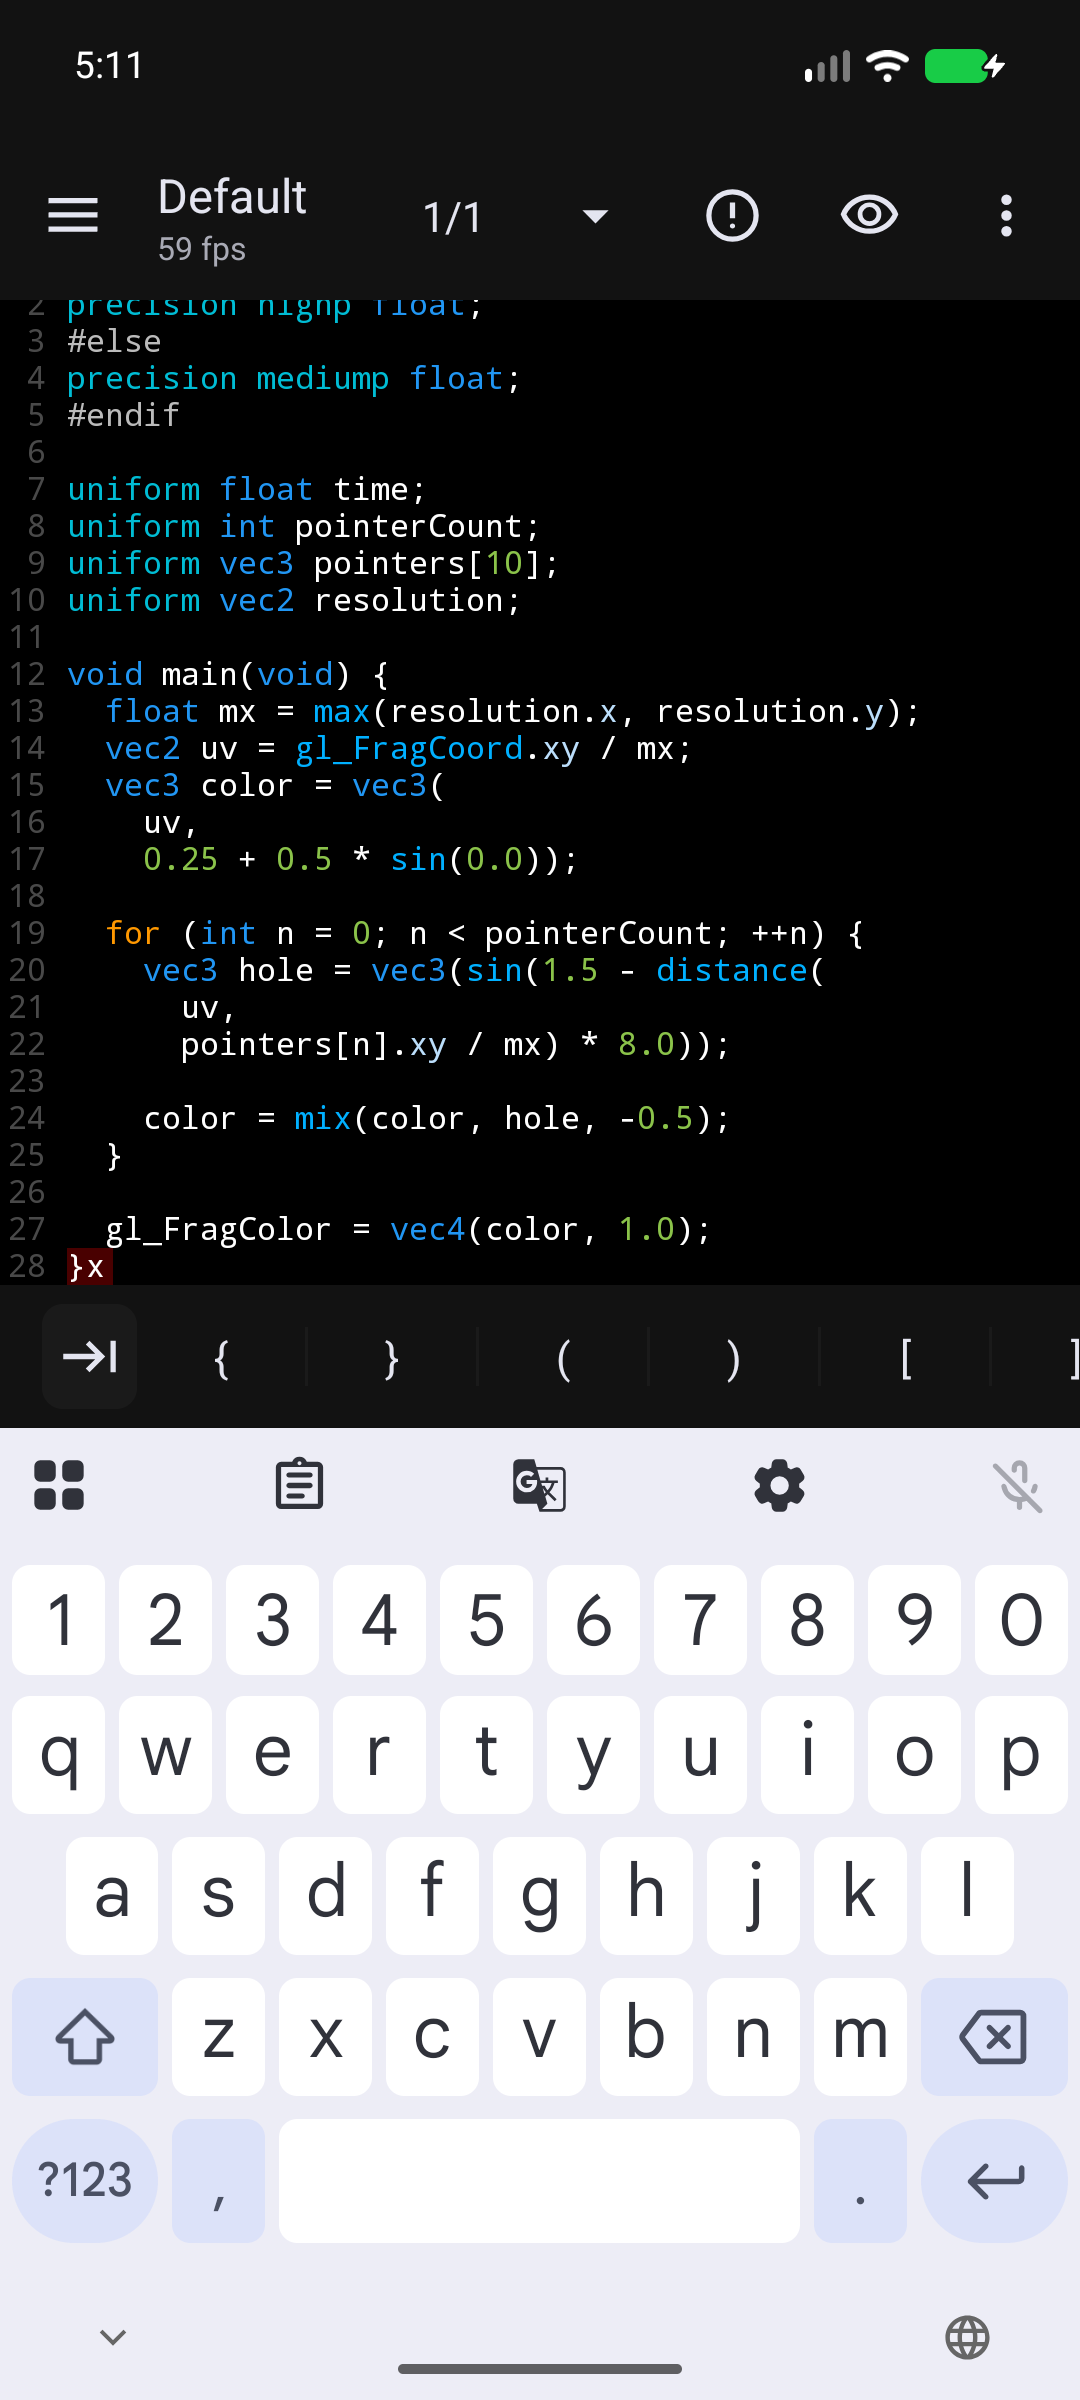 5:11
Default
59 fps
1/1
2 precision highp float;
3 #else
4 precision mediump float;
5 #endif
6
7 uniform float time;
8 uniform int pointerCount;
9 uniform vec3 pointers[10];
10 uniform vec2 resolution;
11
12 void main(void) {
13   float mx = max(resolution.x, resolution.y);
14   vec2 uv = gl_FragCoord.xy / mx;
15   vec3 color = vec3(
16     uv,
17     0.25 + 0.5 * sin(0.0));
18
19   for (int n = 0; n < pointerCount; ++n) {
20     vec3 hole = vec3(sin(1.5 - distance(
21       uv,
22       pointers[n].xy / mx) * 8.0));
23
24     color = mix(color, hole, -0.5);
25   }
26
27   gl_FragColor = vec4(color, 1.0);
28 }x
{ } ( ) [ ]
1 2 3 4 5 6 7 8 9 0
q w e r t y u i o p
a s d f g h j k l
z x c v b n m
?123 , .